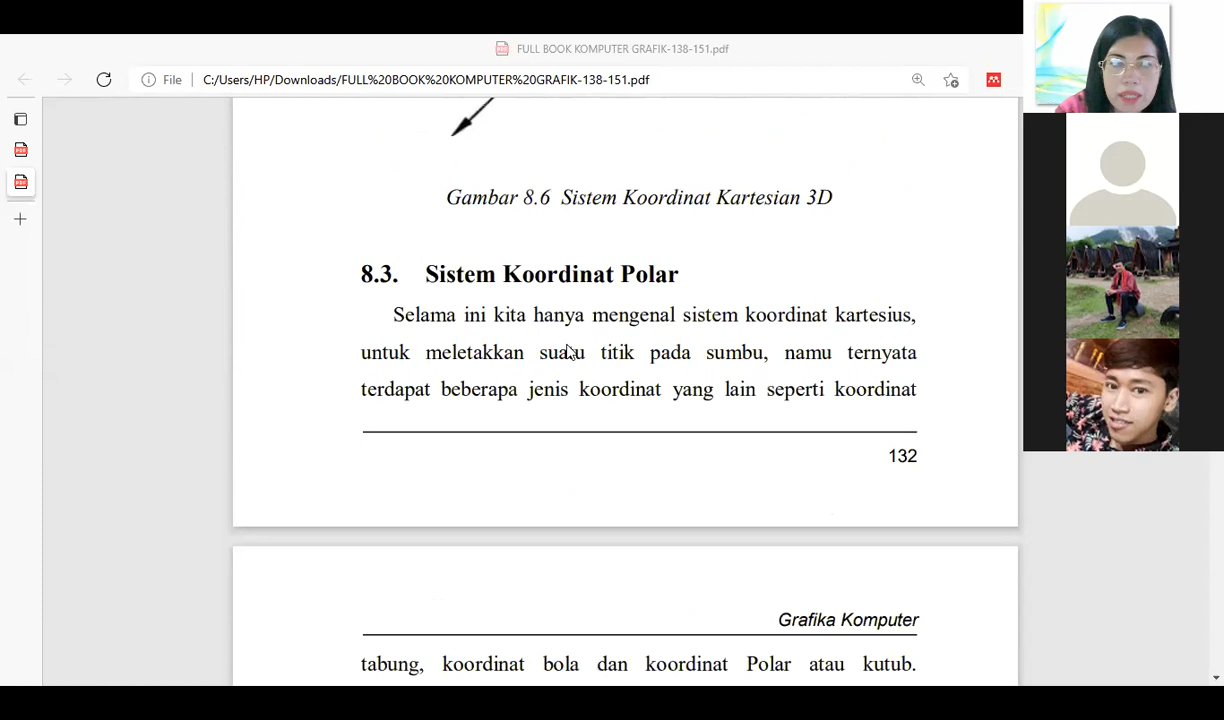 FULL BOOK KOMPUTER GRAFIK-138-151.pdf
File C:/Users/HP/Downloads/FULL%20BOOK%20KOMPUTER%20GRAFIK-138-151.pdf
Gambar 8.6 Sistem Koordinat Kartesian 3D
8.3. Sistem Koordinat Polar
Selama ini kita hanya mengenal sistem koordinat kartesius,
untuk meletakkan suatu titik pada sumbu, namu ternyata
terdapat beberapa jenis koordinat yang lain seperti koordinat
132
Grafika Komputer
tabung, koordinat bola dan koordinat Polar atau kutub.